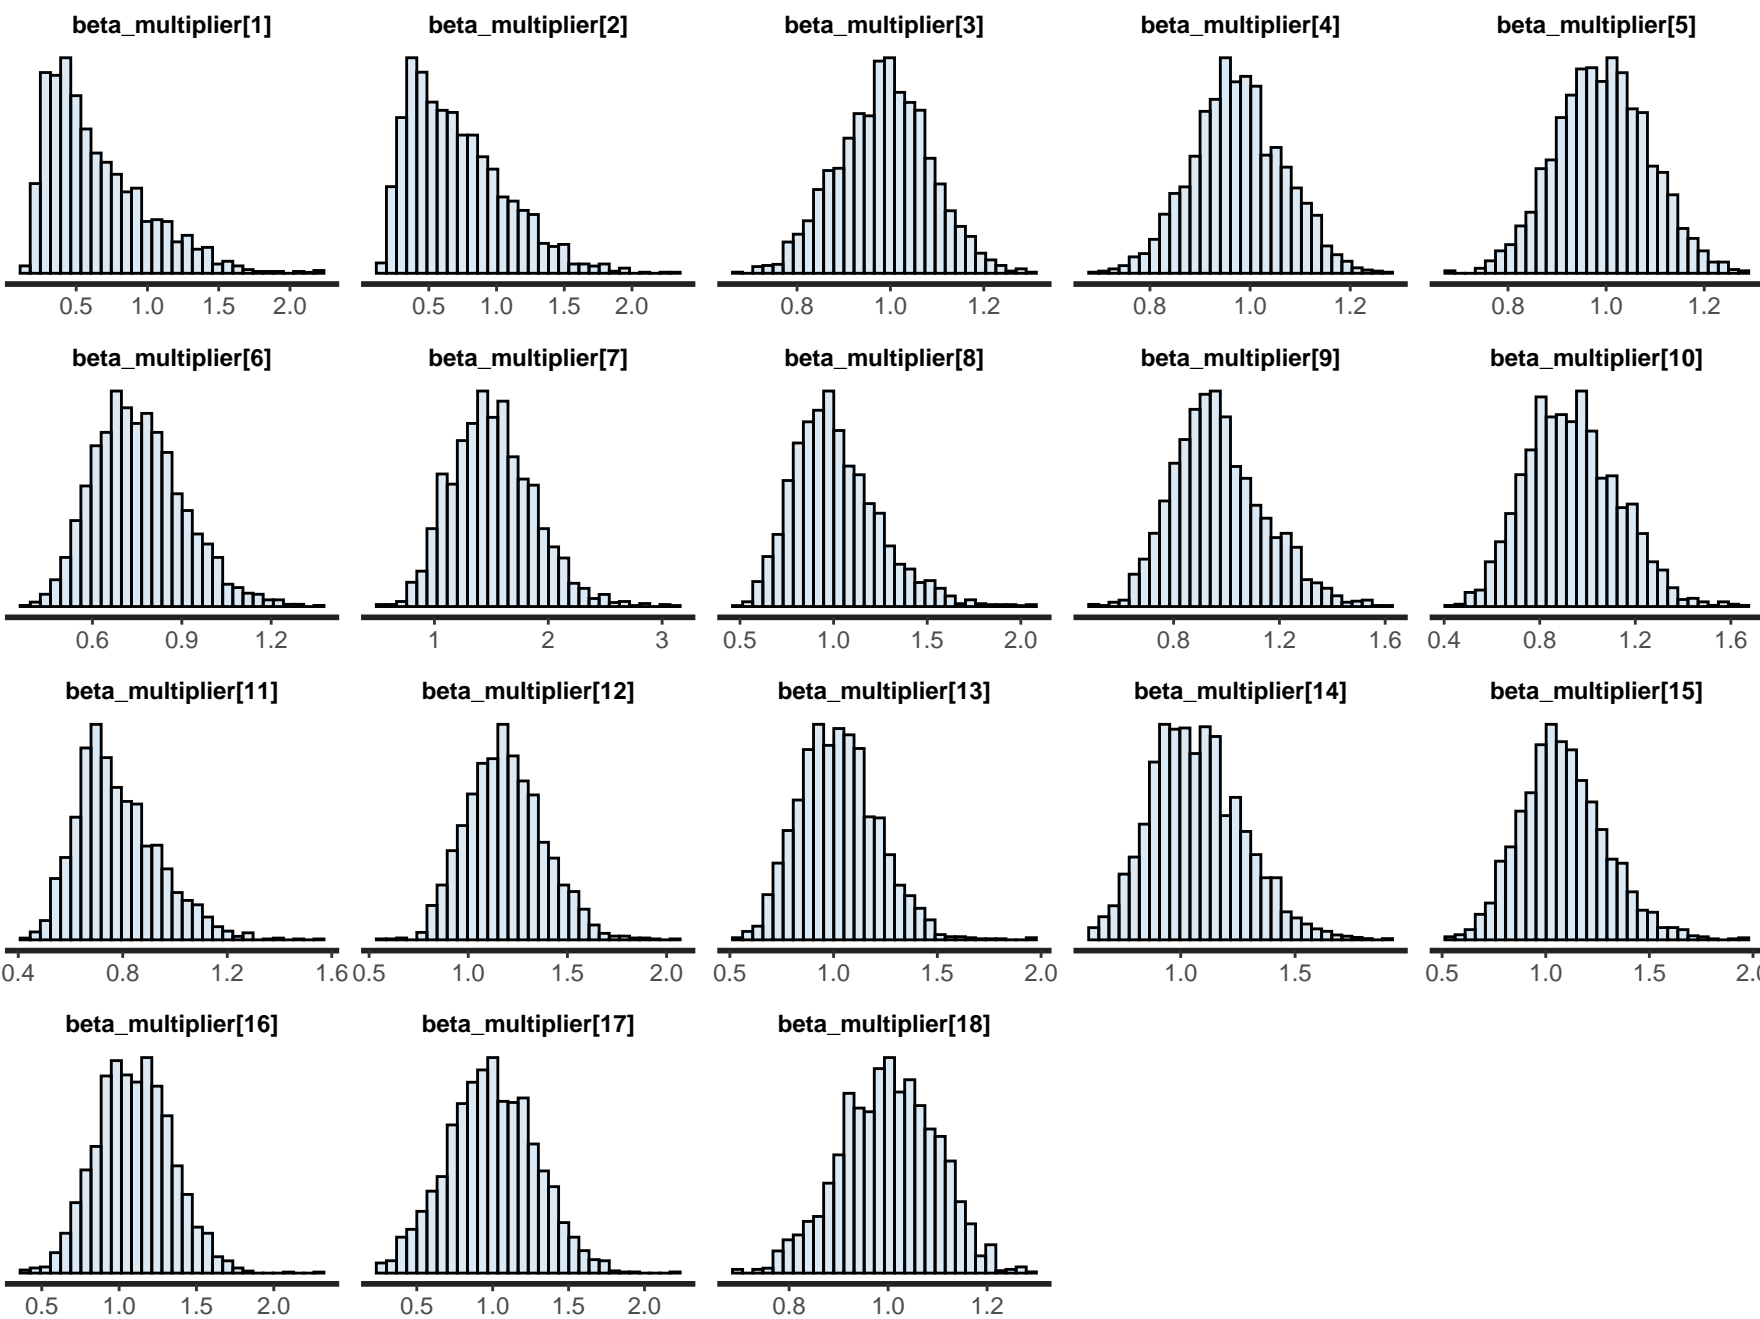 beta_multiplier[1] beta_multiplier[2] beta_multiplier[3] beta_multiplier[4] beta_multiplier[5]
0.5 1.0 1.5 2.0 0.5 1.0 1.5 2.0 0.8 1.0 1.2 0.8 1.0 1.2 0.8 1.0 1.2
beta_multiplier[6] beta_multiplier[7] beta_multiplier[8] beta_multiplier[9] beta_multiplier[10]
0.6 0.9 1.2 1 2 3 0.5 1.0 1.5 2.0 0.8 1.2 1.6 0.4 0.8 1.2 1.6
beta_multiplier[11] beta_multiplier[12] beta_multiplier[13] beta_multiplier[14] beta_multiplier[15]
0.4 0.8 1.2 1.6 0.5 1.0 1.5 2.0 0.5 1.0 1.5 2.0 1.0 1.5 0.5 1.0 1.5 2.0
beta_multiplier[16] beta_multiplier[17] beta_multiplier[18]
0.5 1.0 1.5 2.0 0.5 1.0 1.5 2.0 0.8 1.0 1.2